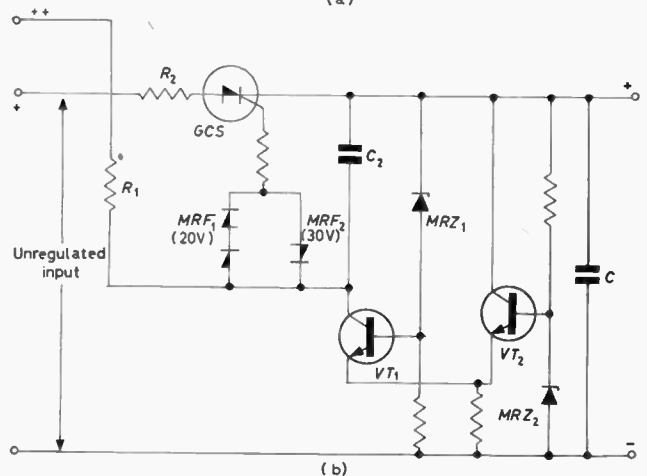 (a)
++
R2
+
GCS
+
C2
R1
MRF1
(20V)
MRF2
(30V)
MRZ1
Unregulated
input
C
VT1
VT2
MRZ2
-
(b)